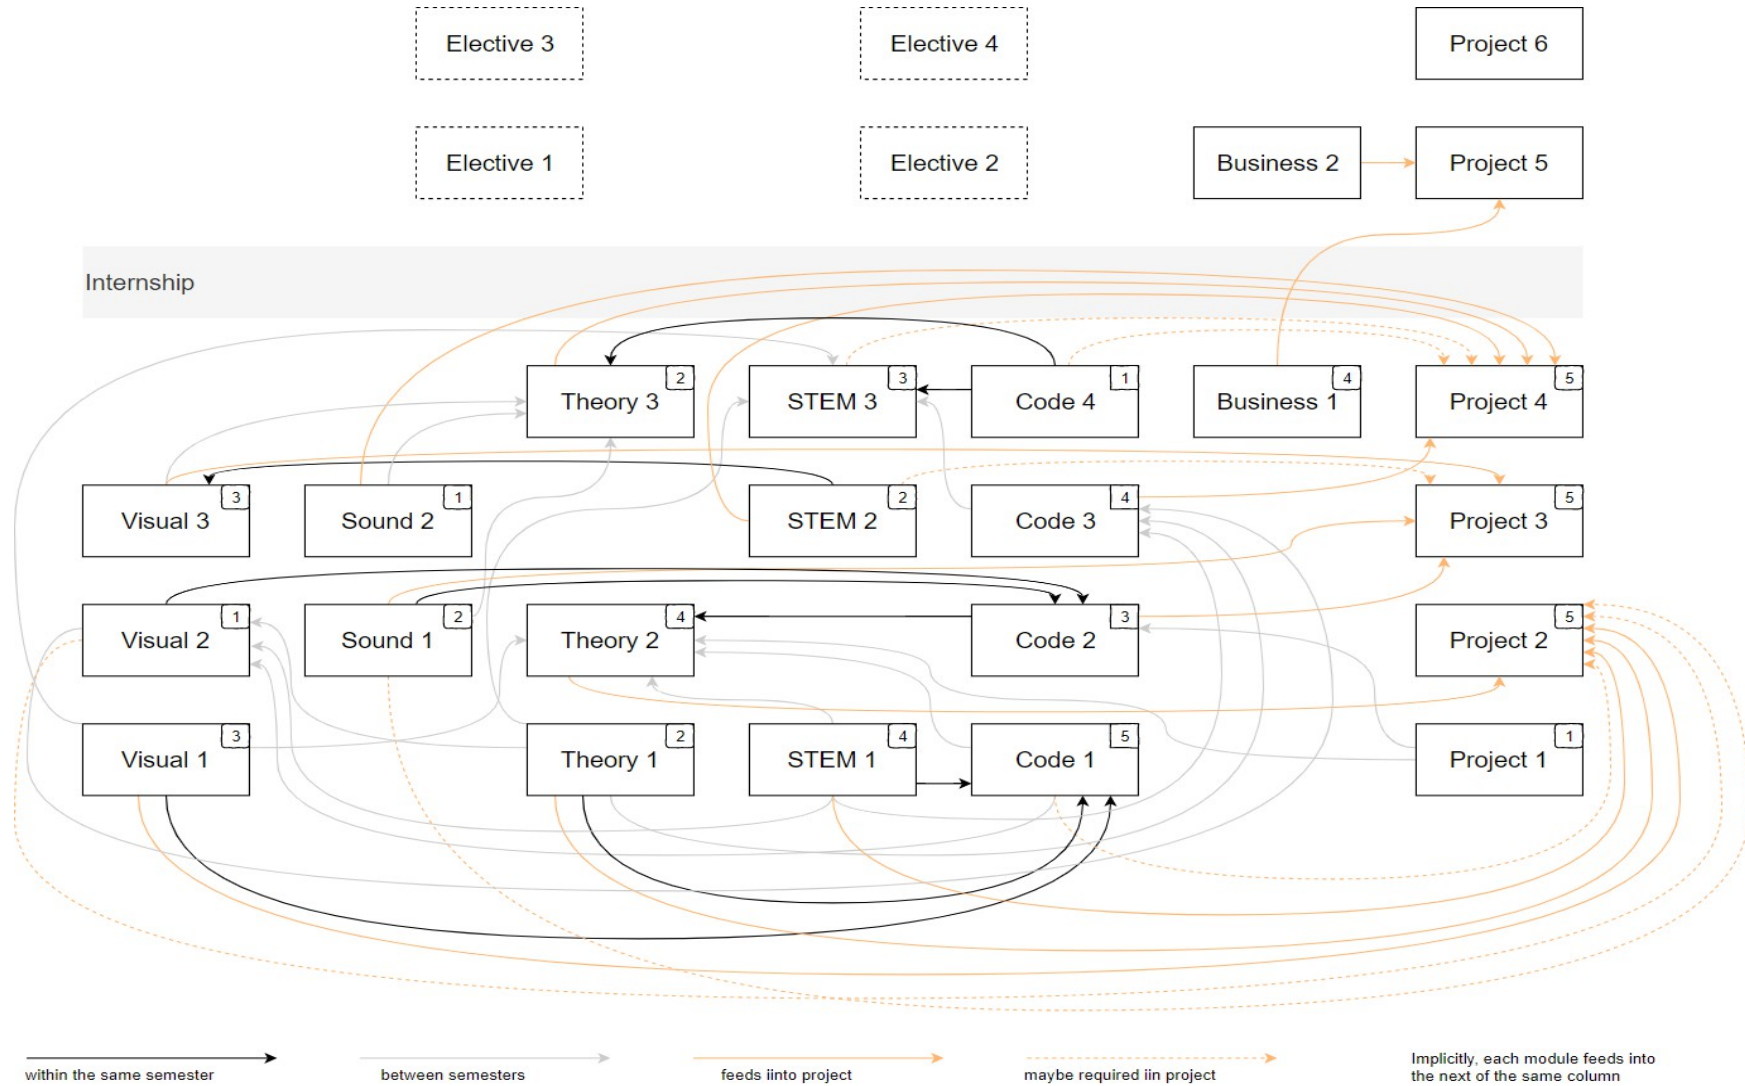 Elective 3
Elective 4
Project 6
Elective 1
Elective 2
Business 2
Project 5
Internship
Theory 3
2
STEM 3
3
Code 4
1
Business 1
4
Project 4
5
Visual 3
3
Sound 2
1
STEM 2
2
Code 3
4
Project 3
5
Visual 2
1
Sound 1
2
Theory 2
4
Code 2
3
Project 2
5
Visual 1
3
Theory 1
2
STEM 1
4
Code 1
5
Project 1
1
within the same semester
between semesters
feeds iinto project
maybe required iin project
Implicitly, each module feeds into
the next of the same column